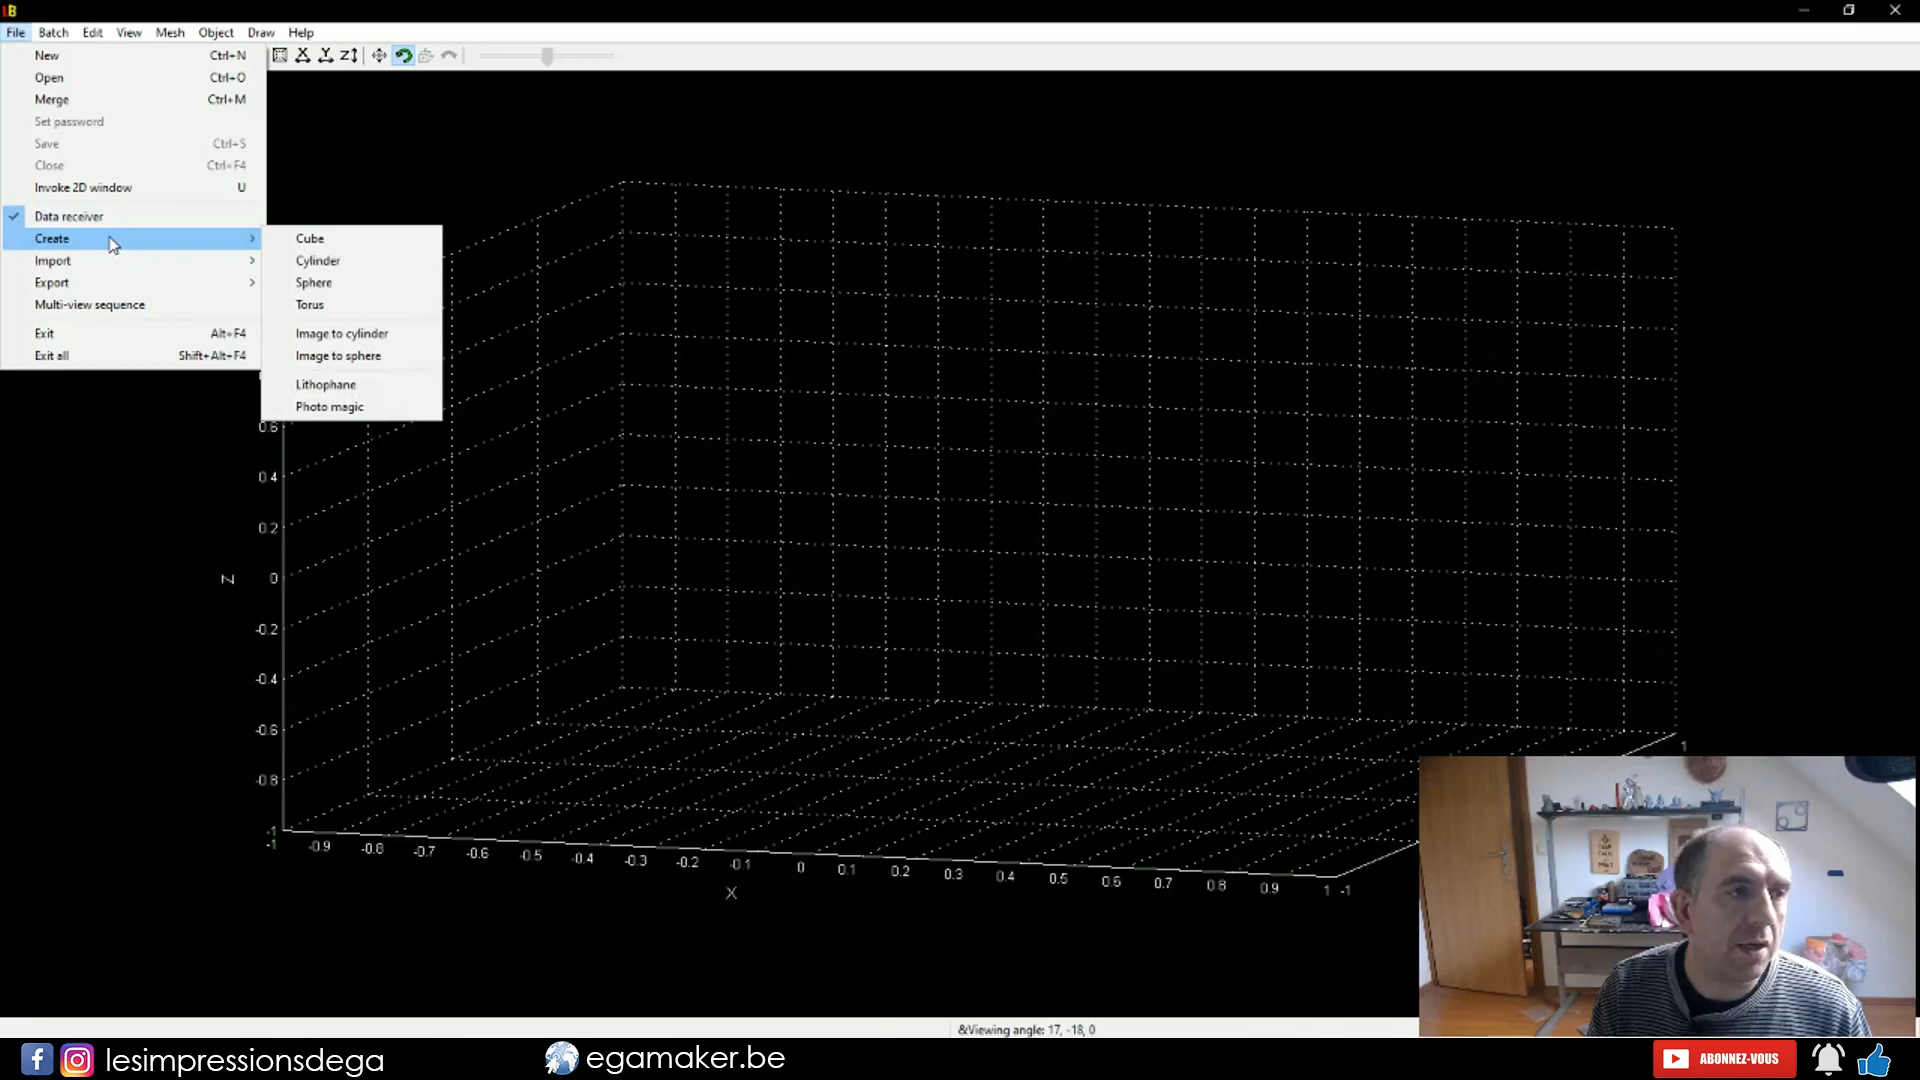 File Batch Edit View Mesh Object Draw Help
New Ctrl+N
Open Ctrl+O
Merge Ctrl+M
Set password
Save Ctrl+S
Close Ctrl+F4
Invoke 2D window U
Data receiver
Create
Import
Export
Multi-view sequence
Exit Alt+F4
Exit all Shift+Alt+F4
Cube
Cylinder
Sphere
Torus
Image to cylinder
Image to sphere
Lithophane
Photo magic
0.6
0.4
0.2
Z 0
-0.2
-0.4
-0.6
-0.8
-1 -0.9 -0.8 -0.7 -0.6 -0.5 -0.4 -0.3 -0.2 -0.1 0 0.1 0.2 0.3 0.4 0.5 0.6 0.7 0.8 0.9 1 -1
1
X
&Viewing angle: 17, -18, 0
lesimpressionsdega
egamaker.be
ABONNEZ-VOUS